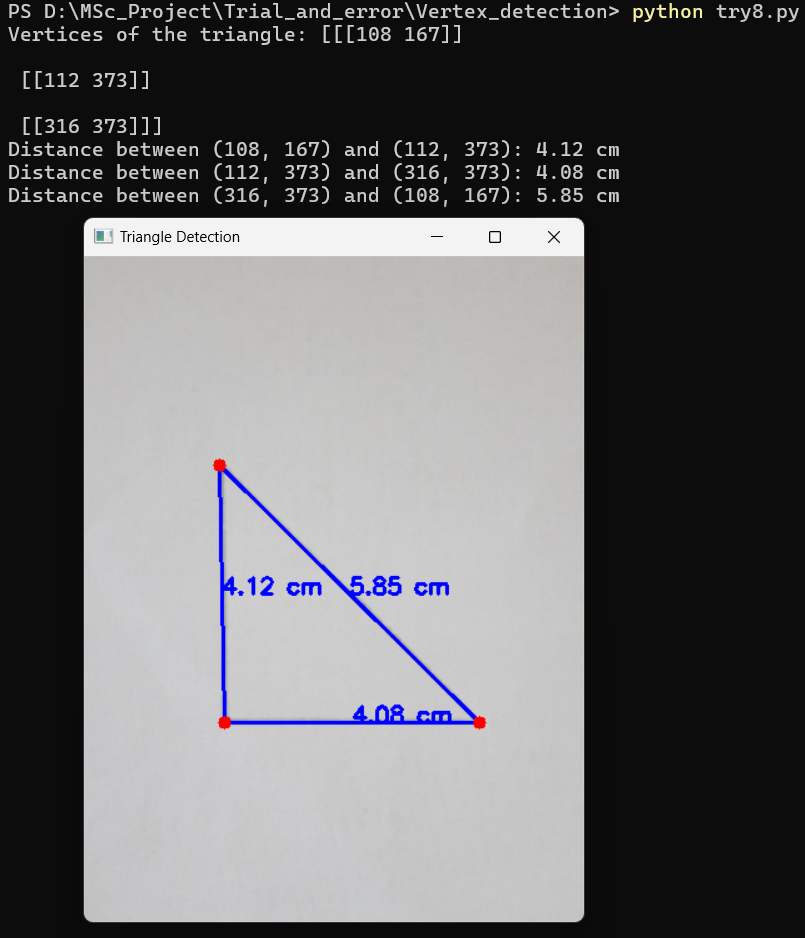 PS D:\MSc_Project\Trial_and_error\Vertex_detection> python try8.py
Vertices of the triangle: [[[108 167]]
[[112 373]]
[[316 373]]]
Distance between (108, 167) and (112, 373): 4.12 cm
Distance between (112, 373) and (316, 373): 4.08 cm
Distance between (316, 373) and (108, 167): 5.85 cm
Triangle Detection
4.12 cm 5.85 cm
4.08 cm